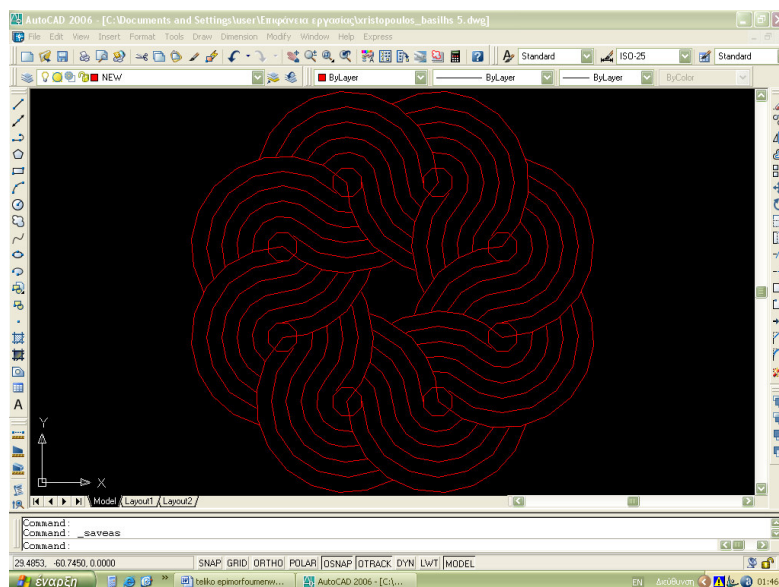 AutoCAD 2006 - [C:\Documents and Settings\user\Επιφάνεια εργασίας\xristopoulos_basilhs 5.dwg]
File Edit View Insert Format Tools Draw Dimension Modify Window Help Express
Standard ISO-25 Standard
NEW ByLayer ByLayer ByLayer ByColor
A
Y
X
Model Layout1 Layout2
Command:
Command: _saveas
Command:
29.4853, -60.7450, 0.0000 SNAP GRID ORTHO POLAR OSNAP OTRACK DYN LWT MODEL
έναρξη teliko epimorfoumenw... AutoCAD 2006 - [C:\... EN Διεύθυνση 01:46